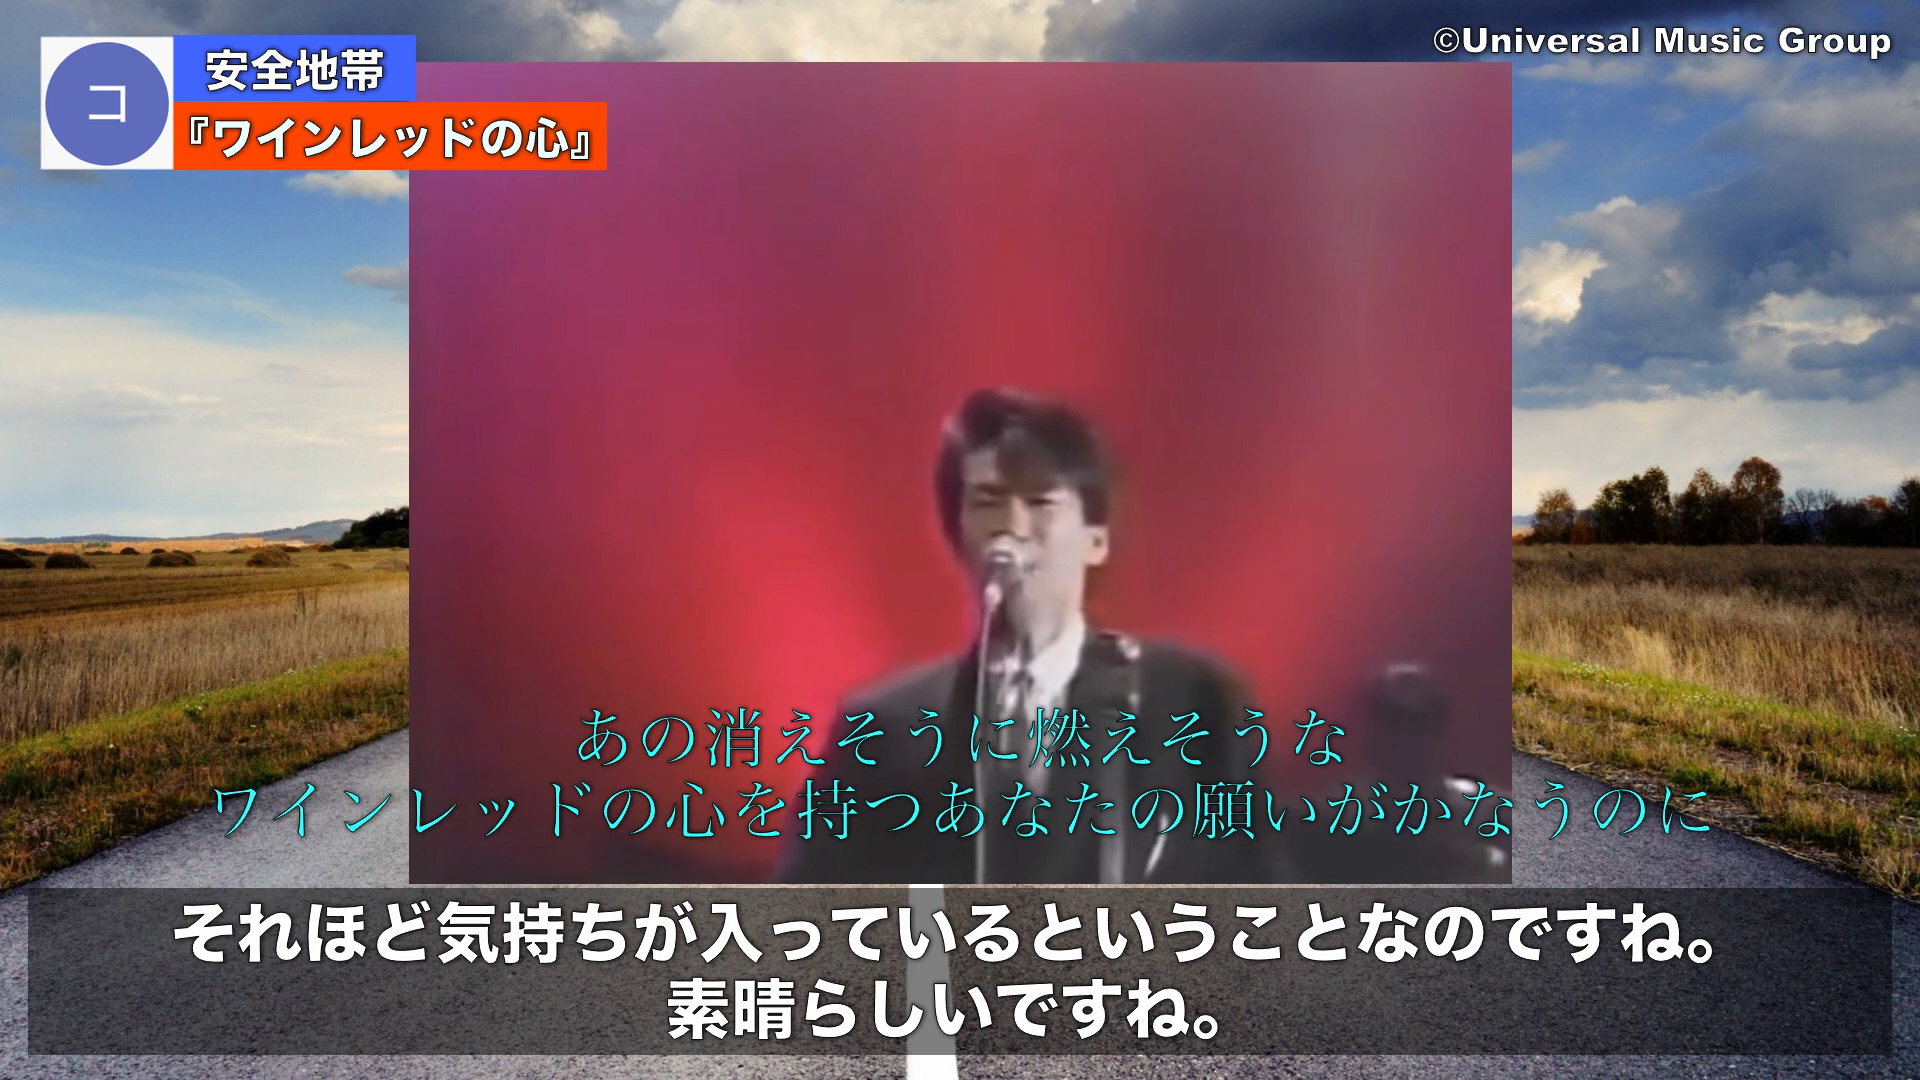 コ
安全地帯
『ワインレッドの心』
©Universal Music Group
あの消えそうに燃えそうな
ワインレッドの心を持つあなたの願いがかなうのに
それほど気持ちが入っているということなのですね。
素晴らしいですね。